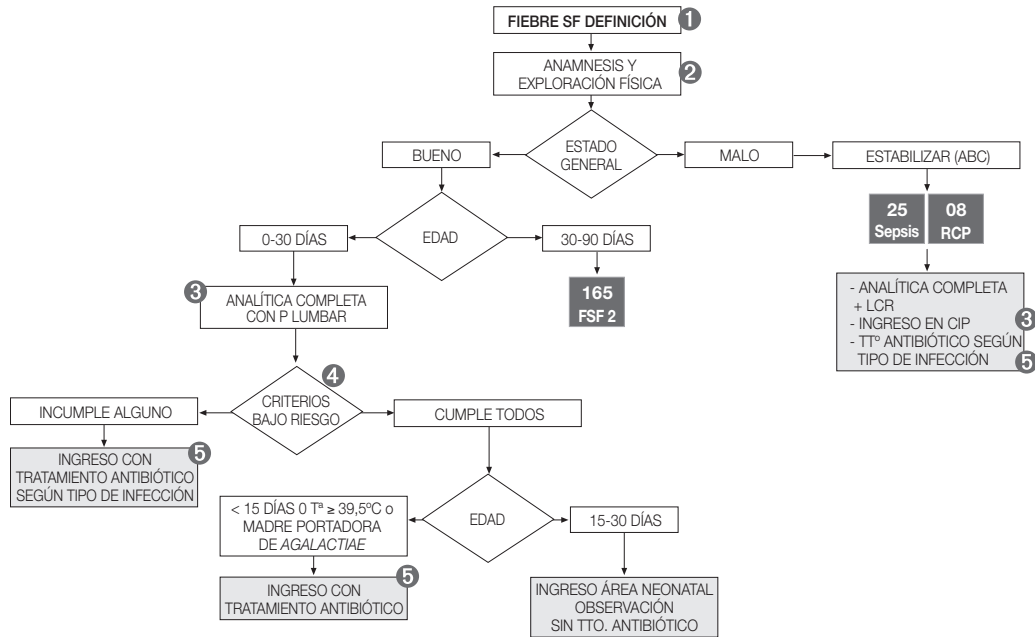 FIEBRE SF DEFINICIÓN 1
ANAMNESIS Y 2
EXPLORACIÓN FÍSICA
ESTADO
GENERAL
BUENO
MALO
ESTABILIZAR (ABC)
25
Sepsis
08
RCP
EDAD
0-30 DÍAS
30-90 DÍAS
165
FSF 2
- ANALÍTICA COMPLETA
+ LCR
- INGRESO EN CIP 3
- TTº ANTIBIÓTICO SEGÚN
TIPO DE INFECCIÓN 5
3
ANALÍTICA COMPLETA
CON P LUMBAR
4
CRITERIOS
BAJO RIESGO
INCUMPLE ALGUNO
CUMPLE TODOS
INGRESO CON 5
TRATAMIENTO ANTIBIÓTICO
SEGÚN TIPO DE INFECCIÓN
< 15 DÍAS 0 Tª ≥ 39,5ºC o
MADRE PORTADORA
DE AGALACTIAE
EDAD
15-30 DÍAS
INGRESO CON 5
TRATAMIENTO ANTIBIÓTICO
INGRESO ÁREA NEONATAL
OBSERVACIÓN
SIN TTO. ANTIBIÓTICO